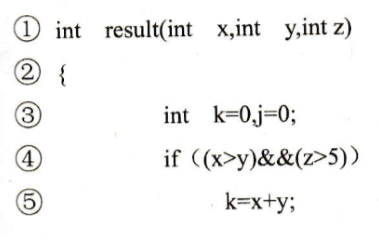 ① int result(int x,int y,int z)
② {
③ int k=0,j=0;
④ if（(x>y)&&(z>5)）
⑤ k=x+y;